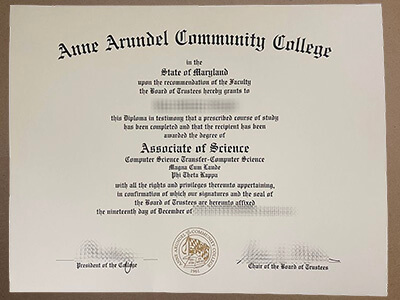 Anne Arundel Community College
in the
State of Maryland
upon the recommendation of the Faculty
the Board of Trustees hereby grants to
this Diploma in testimony that a prescribed course of study
has been completed and that the recipient has been
awarded the degree of
Associate of Science
Computer Science Transfer-Computer Science
Magna Cum Laude
Phi Theta Kappa
with all the rights and privileges thereunto appertaining,
in confirmation of which our signatures and the seal of
the Board of Trustees are hereunto affixed
the nineteenth day of December of
President of the College
Chair of the Board of Trustees
ANNE ARUNDEL COMMUNITY COLLEGE
1961